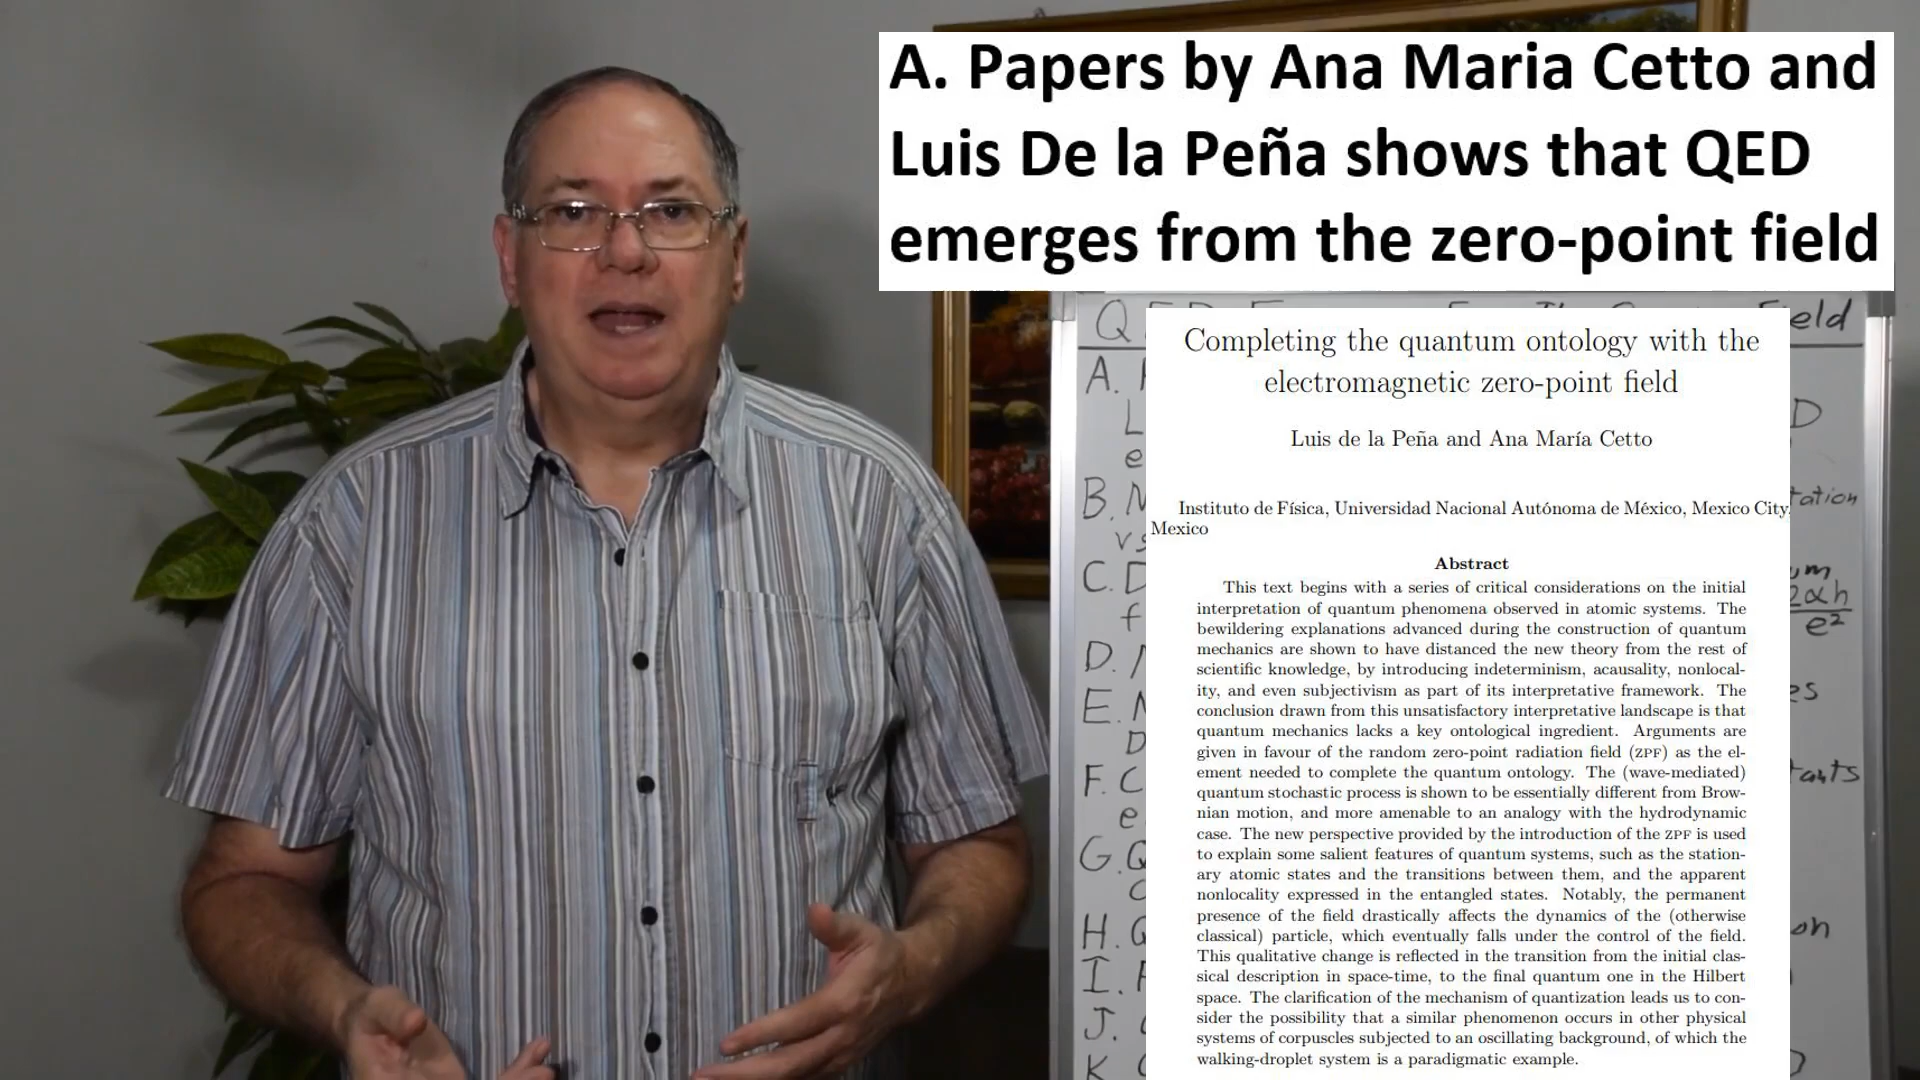 A. Papers by Ana Maria Cetto and
Luis De la Peña shows that QED
emerges from the zero-point field
Q
Field
A.
L
D
e
B.
tation
vs
C. D
um
2αh
f
e²
D.
E.
es
D
F. C
tants
e
G. Q
C
H. Q
on
I.
J.
K
Completing the quantum ontology with the
electromagnetic zero-point field
Luis de la Peña and Ana María Cetto
Instituto de Física, Universidad Nacional Autónoma de México, Mexico City,
Mexico
Abstract
This text begins with a series of critical considerations on the initial
interpretation of quantum phenomena observed in atomic systems. The
bewildering explanations advanced during the construction of quantum
mechanics are shown to have distanced the new theory from the rest of
scientific knowledge, by introducing indeterminism, acausality, nonlocal-
ity, and even subjectivism as part of its interpretative framework. The
conclusion drawn from this unsatisfactory interpretative landscape is that
quantum mechanics lacks a key ontological ingredient. Arguments are
given in favour of the random zero-point radiation field (ZPF) as the el-
ement needed to complete the quantum ontology. The (wave-mediated)
quantum stochastic process is shown to be essentially different from Brow-
nian motion, and more amenable to an analogy with the hydrodynamic
case. The new perspective provided by the introduction of the ZPF is used
to explain some salient features of quantum systems, such as the station-
ary atomic states and the transitions between them, and the apparent
nonlocality expressed in the entangled states. Notably, the permanent
presence of the field drastically affects the dynamics of the (otherwise
classical) particle, which eventually falls under the control of the field.
This qualitative change is reflected in the transition from the initial clas-
sical description in space-time, to the final quantum one in the Hilbert
space. The clarification of the mechanism of quantization leads us to con-
sider the possibility that a similar phenomenon occurs in other physical
systems of corpuscles subjected to an oscillating background, of which the
walking-droplet system is a paradigmatic example.